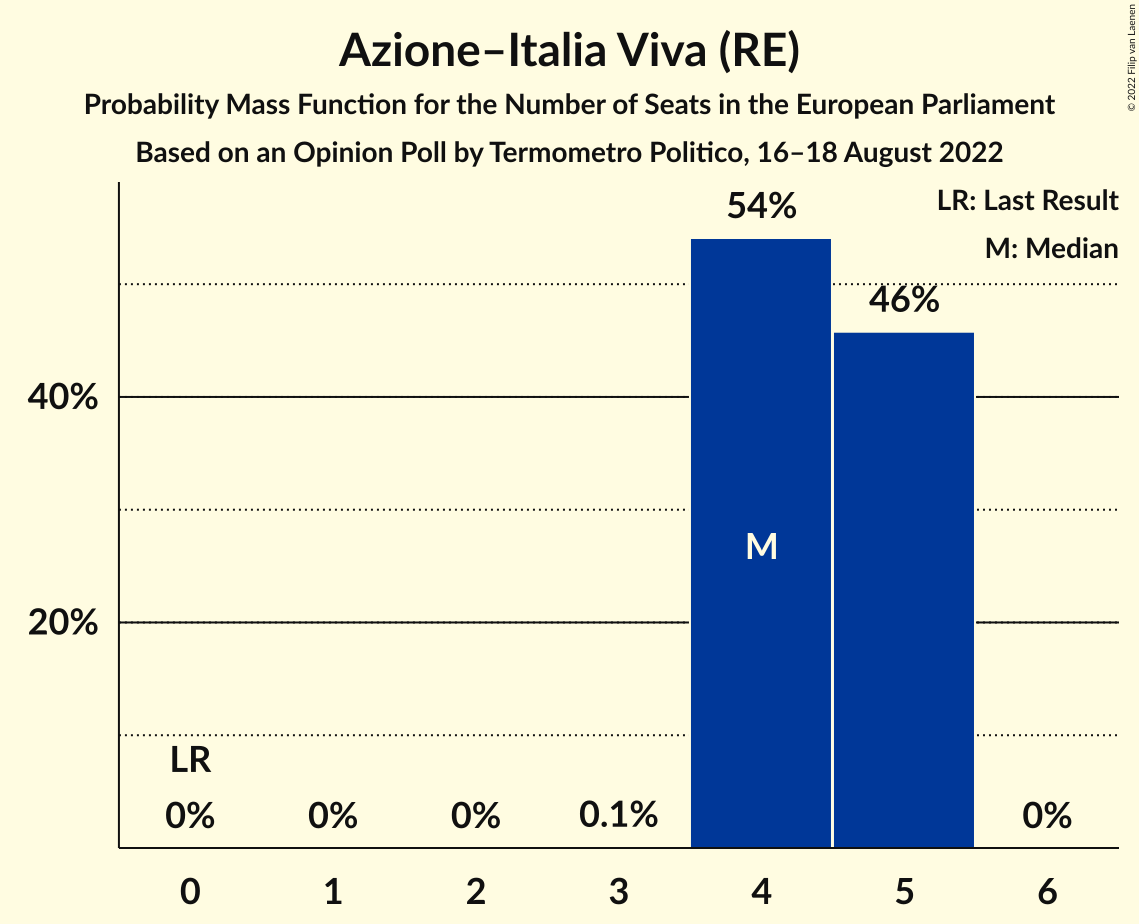 Azione–Italia Viva (RE)
Probability Mass Function for the Number of Seats in the European Parliament
Based on an Opinion Poll by Termometro Politico, 16–18 August 2022
© 2022 Filip van Laenen
LR: Last Result
M: Median
54%
46%
40%
M
20%
LR
0%
0%
0%
0.1%
0%
0
1
2
3
4
5
6